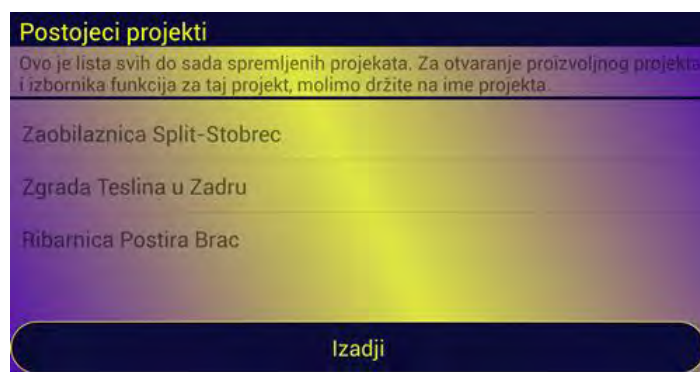 Postojeci projekti
Ovo je lista svih do sada spremljenih projekata. Za otvaranje proizvoljnog projekta
i izbornika funkcija za taj projekt, molimo držite na ime projekta.
Zaobilaznica Split-Stobrec
Zgrada Teslina u Zadru
Ribarnica Postira Brac
Izadji